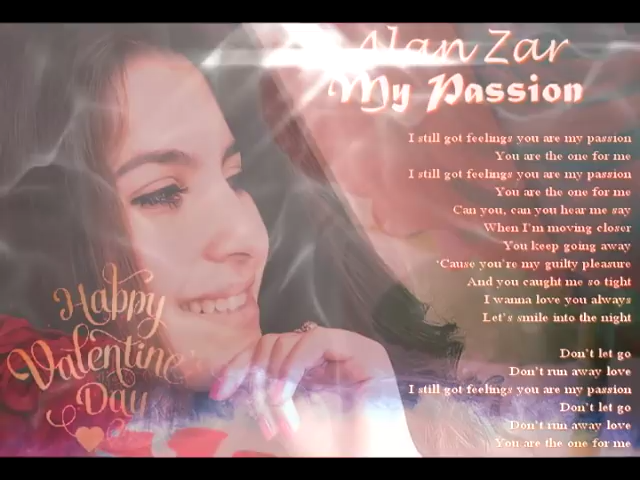 Alan Zar
My Passion
I still got feelings you are my passion
You are the one for me
I still got feelings you are my passion
You are the one for me
Can you, can you hear me say
When I'm moving closer
You keep going away
'Cause you're my guilty pleasure
And you caught me so tight
I wanna love you always
Let's smile into the night
Don't let go
Don't run away love
I still got feelings you are my passion
Don't let go
Don't run away love
You are the one for me
Happy
Valentine's
Day